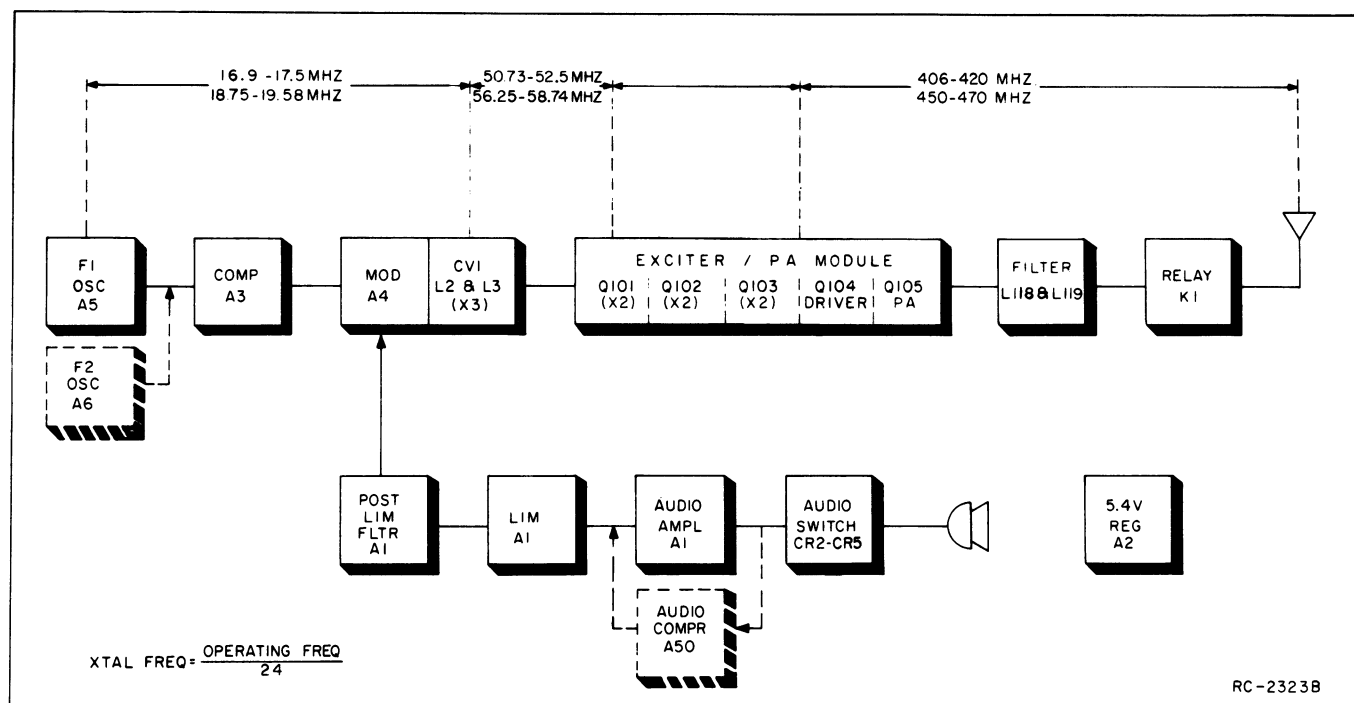 16.9 -17.5 MHZ
18.75-19.58 MHZ
50.73-52.5 MHZ
56.25-58.74 MHZ
406-420 MHZ
450-470 MHZ
F1
OSC
A5
COMP
A3
MOD
A4
CV1
L2 & L3
(X3)
EXCITER / PA MODULE
Q101
(X2)
Q102
(X2)
Q103
(X2)
Q104
DRIVER
Q105
PA
FILTER
L118 & L119
RELAY
K1
F2
OSC
A6
POST
LIM
FLTR
A1
LIM
A1
AUDIO
AMPL
A1
AUDIO
SWITCH
CR2-CR5
5.4V
REG
A2
AUDIO
COMPR
A50
XTAL FREQ= OPERATING FREQ
24
RC-2323B